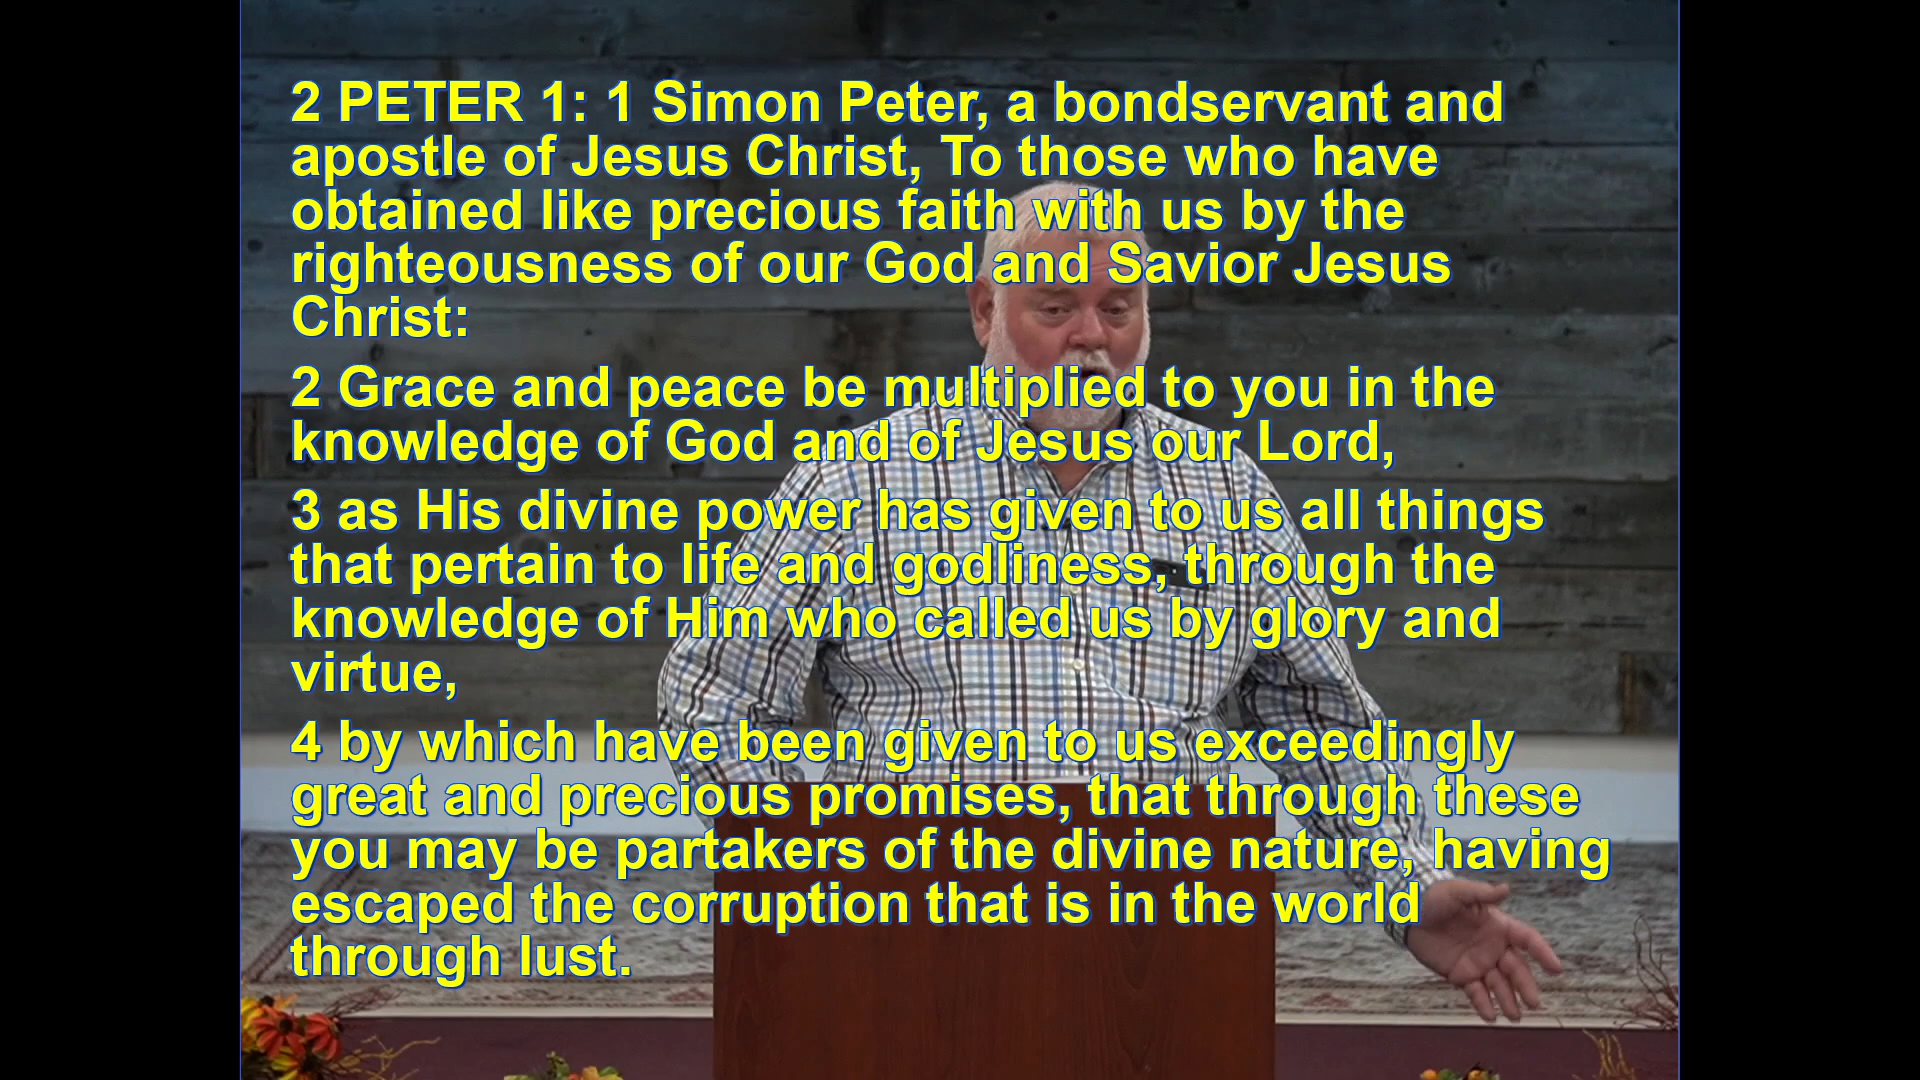 2 PETER 1: 1 Simon Peter, a bondservant and
apostle of Jesus Christ, To those who have
obtained like precious faith with us by the
righteousness of our God and Savior Jesus
Christ:
2 Grace and peace be multiplied to you in the
knowledge of God and of Jesus our Lord,
3 as His divine power has given to us all things
that pertain to life and godliness, through the
knowledge of Him who called us by glory and
virtue,
4 by which have been given to us exceedingly
great and precious promises, that through these
you may be partakers of the divine nature, having
escaped the corruption that is in the world
through lust.